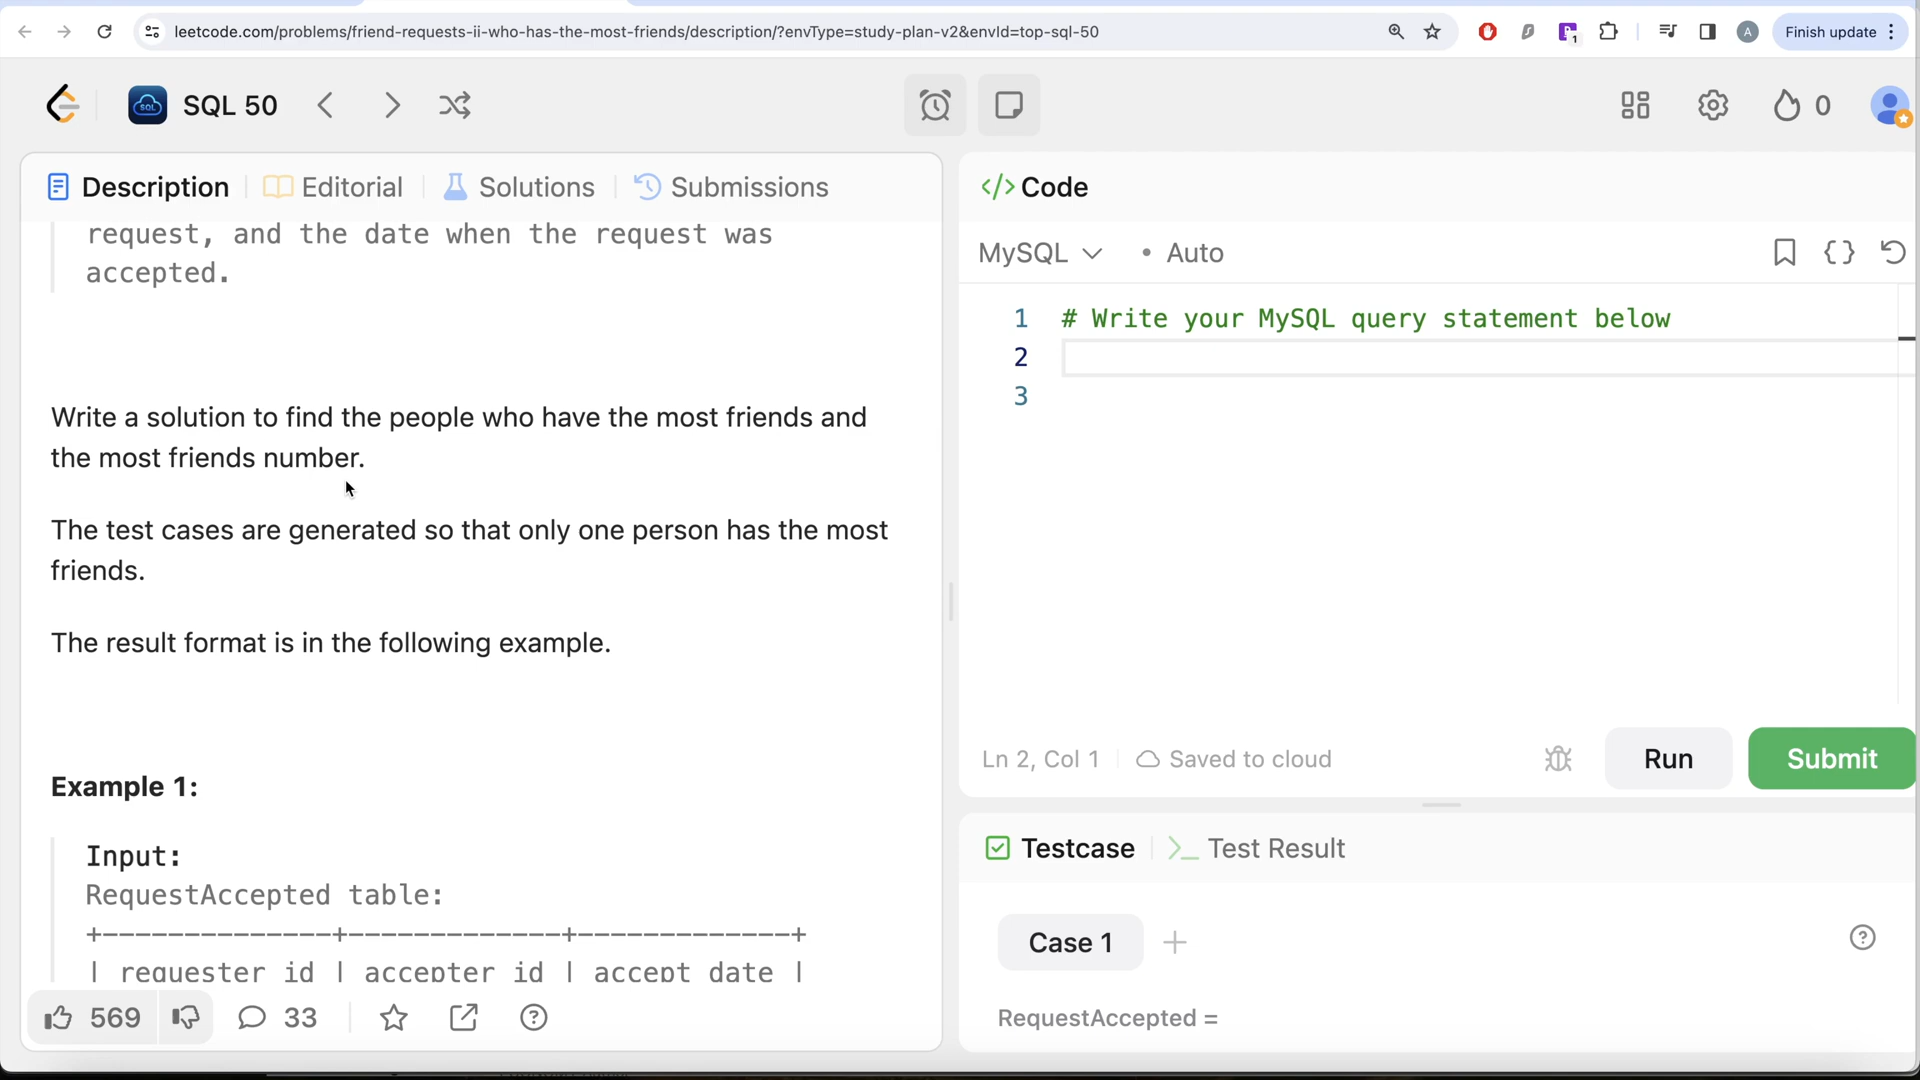 leetcode.com/problems/friend-requests-ii-who-has-the-most-friends/description/?envType=study-plan-v2&envId=top-sql-50
1
A
Finish update
SQL
SQL 50
0
Description
Editorial
Solutions
Submissions
request, and the date when the request was
accepted.
Write a solution to find the people who have the most friends and
the most friends number.
The test cases are generated so that only one person has the most
friends.
The result format is in the following example.
Example 1:
Input:
RequestAccepted table:
+--------------+-------------+-------------+
| requester_id | accepter_id | accept_date |
569
33
</> Code
MySQL
• Auto
{}
1 # Write your MySQL query statement below
2
3
Ln 2, Col 1
Saved to cloud
Run
Submit
Testcase
>_ Test Result
Case 1
+
RequestAccepted =